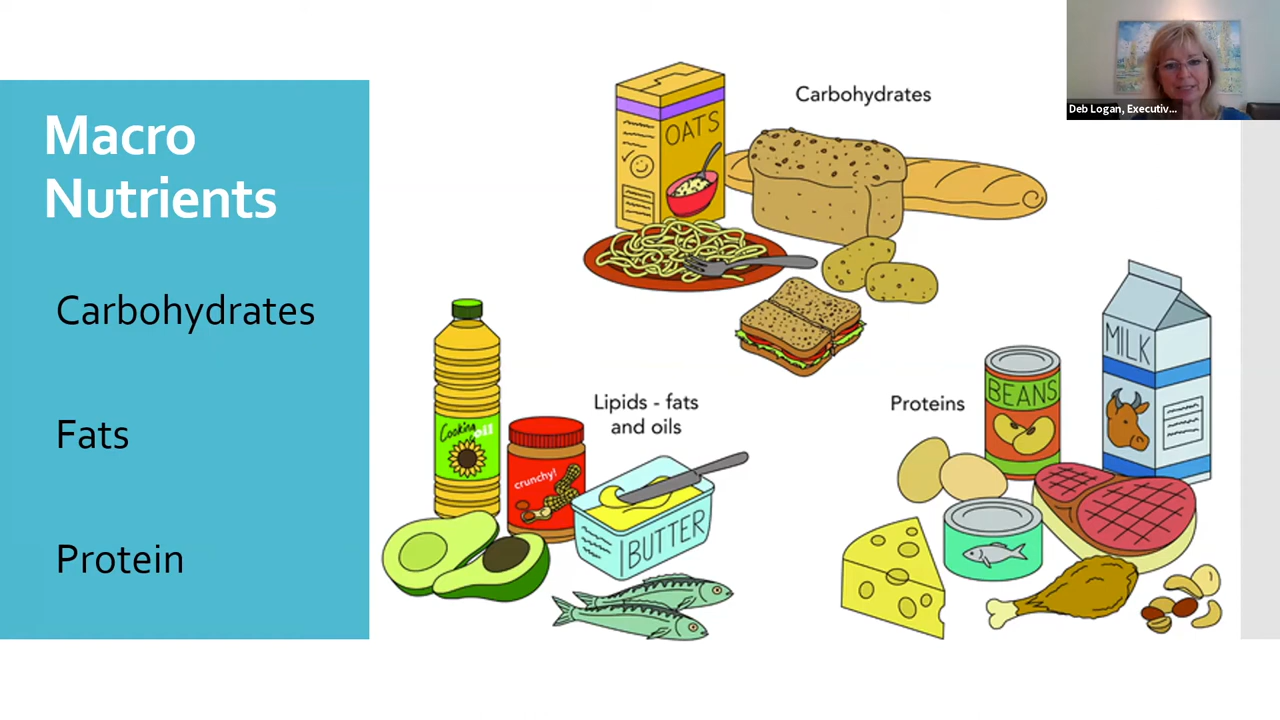 Macro
Nutrients
Carbohydrates
Fats
Protein
Carbohydrates
OATS
Lipids - fats
and oils
Cooking
oil
crunchy!
BUTTER
Proteins
BEANS
MILK
Deb Logan, Executiv...